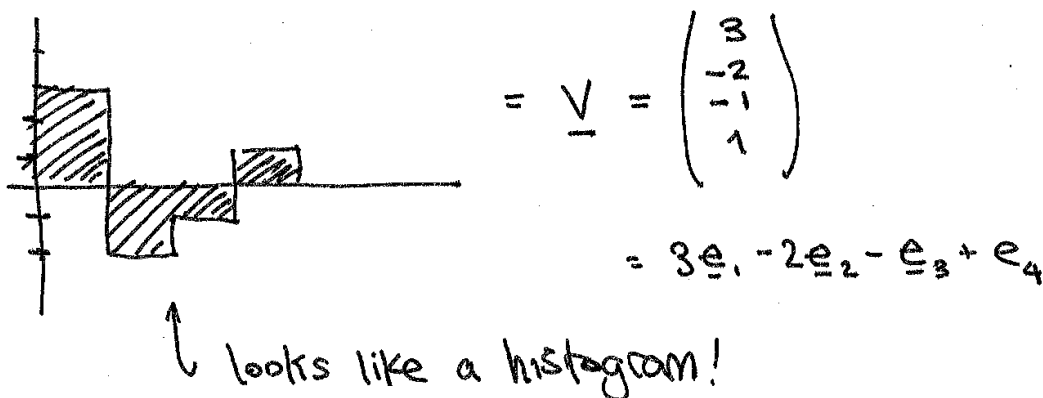 = V = ( 3
-2
-1
1 )
= 3e₁ - 2e₂ - e₃ + e₄
looks like a histogram!